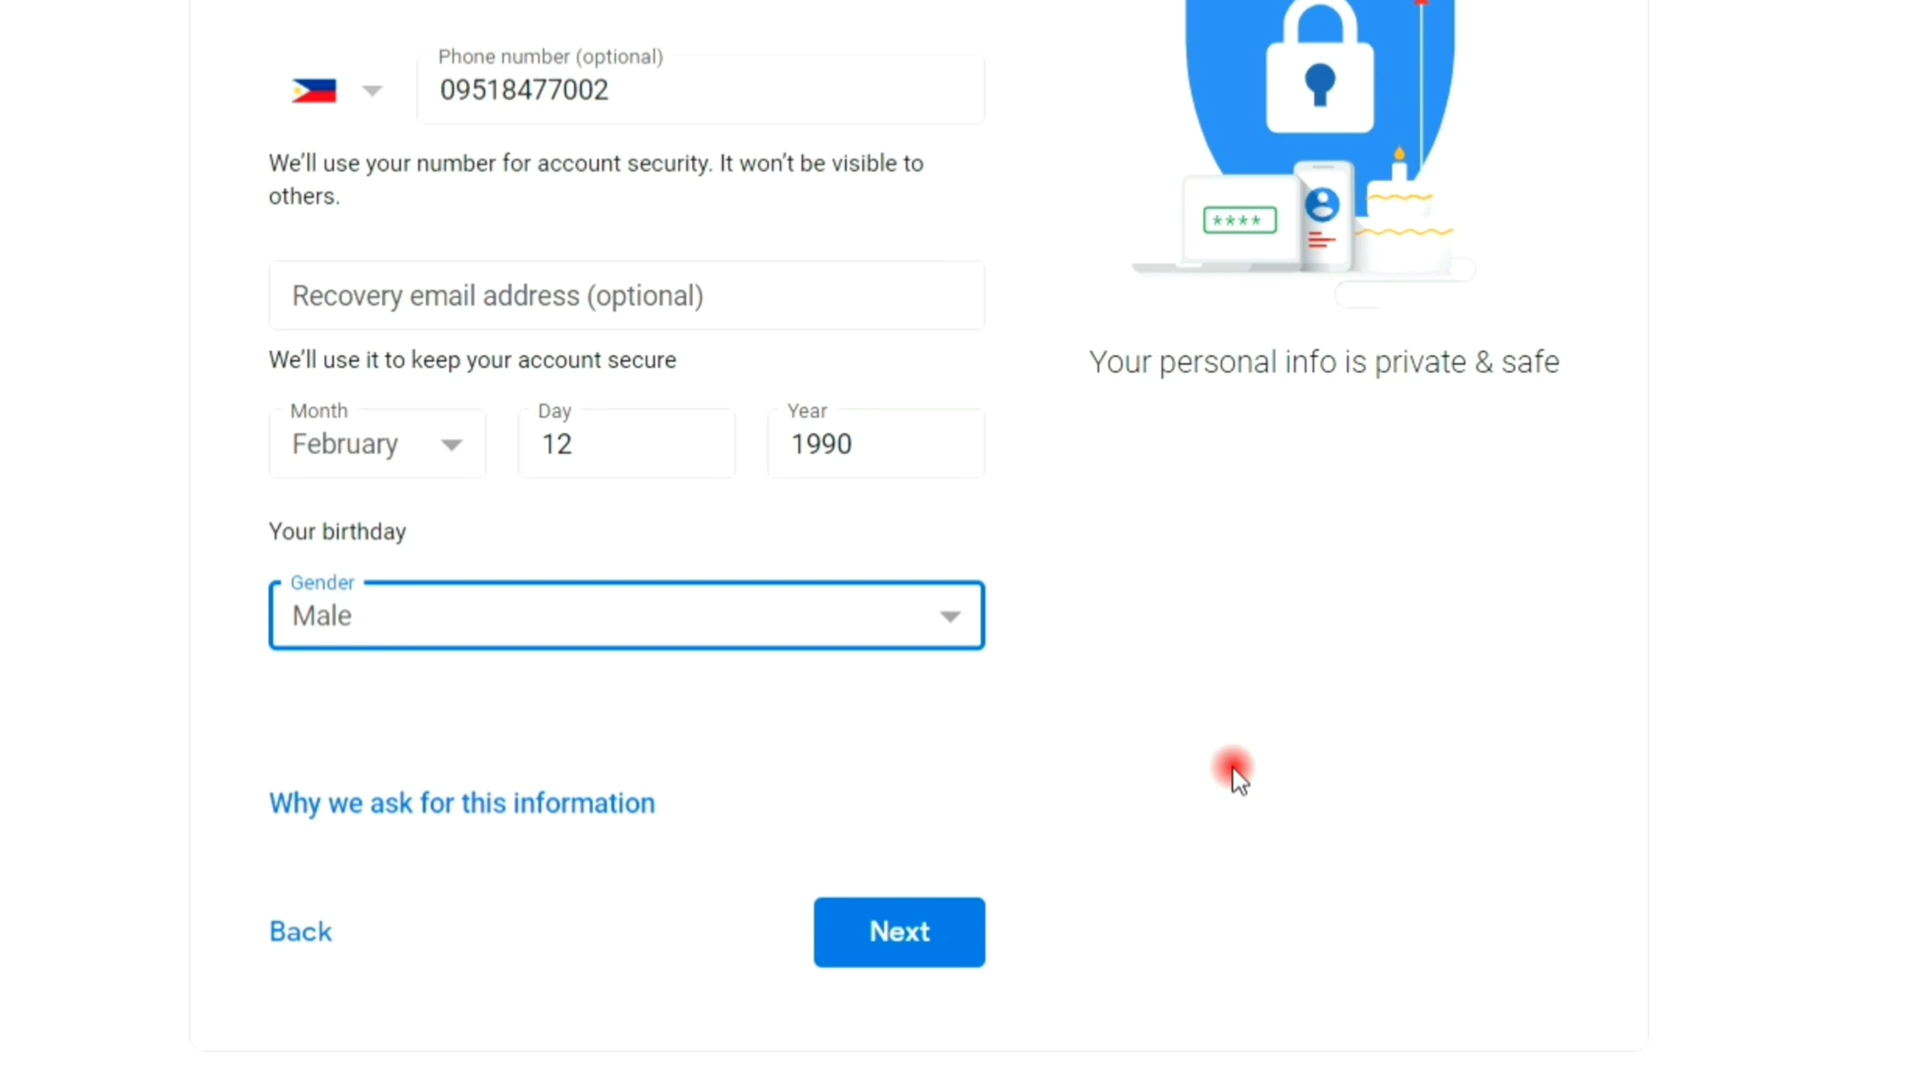 Phone number (optional)
09518477002
We'll use your number for account security. It won't be visible to
others.
****
Recovery email address (optional)
We'll use it to keep your account secure
Your personal info is private & safe
Month
Day
Year
February
12
1990
Your birthday
Gender
Male
Why we ask for this information
Back
Next